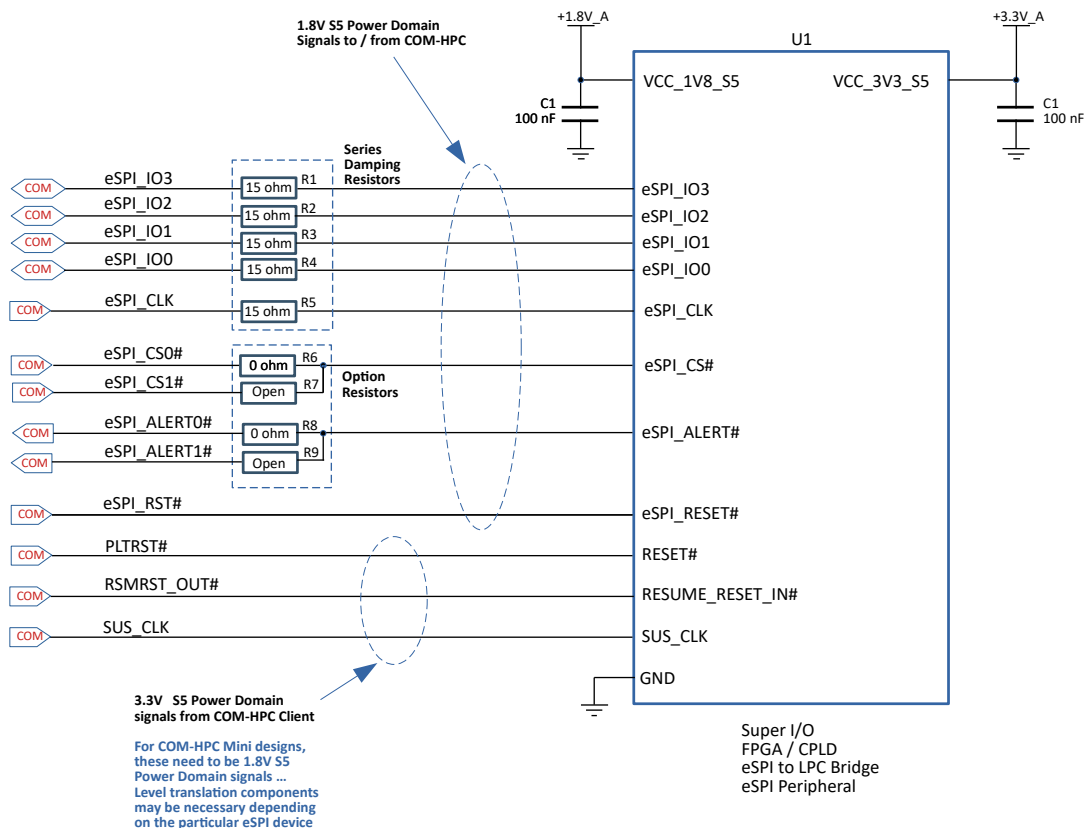 1.8V S5 Power Domain
Signals to / from COM-HPC
+1.8V_A
+3.3V_A
U1
VCC_1V8_S5
VCC_3V3_S5
C1
100 nF
C1
100 nF
Series
Damping
Resistors
COM
eSPI_IO3
15 ohm
R1
eSPI_IO3
COM
eSPI_IO2
15 ohm
R2
eSPI_IO2
COM
eSPI_IO1
15 ohm
R3
eSPI_IO1
COM
eSPI_IO0
15 ohm
R4
eSPI_IO0
COM
eSPI_CLK
15 ohm
R5
eSPI_CLK
COM
eSPI_CS0#
0 ohm
R6
eSPI_CS#
COM
eSPI_CS1#
Open
R7
Option
Resistors
COM
eSPI_ALERT0#
0 ohm
R8
eSPI_ALERT#
COM
eSPI_ALERT1#
Open
R9
COM
eSPI_RST#
eSPI_RESET#
COM
PLTRST#
RESET#
COM
RSMRST_OUT#
RESUME_RESET_IN#
COM
SUS_CLK
SUS_CLK
GND
3.3V S5 Power Domain
signals from COM-HPC Client
For COM-HPC Mini designs,
these need to be 1.8V S5
Power Domain signals ...
Level translation components
may be necessary depending
on the particular eSPI device
Super I/O
FPGA / CPLD
eSPI to LPC Bridge
eSPI Peripheral